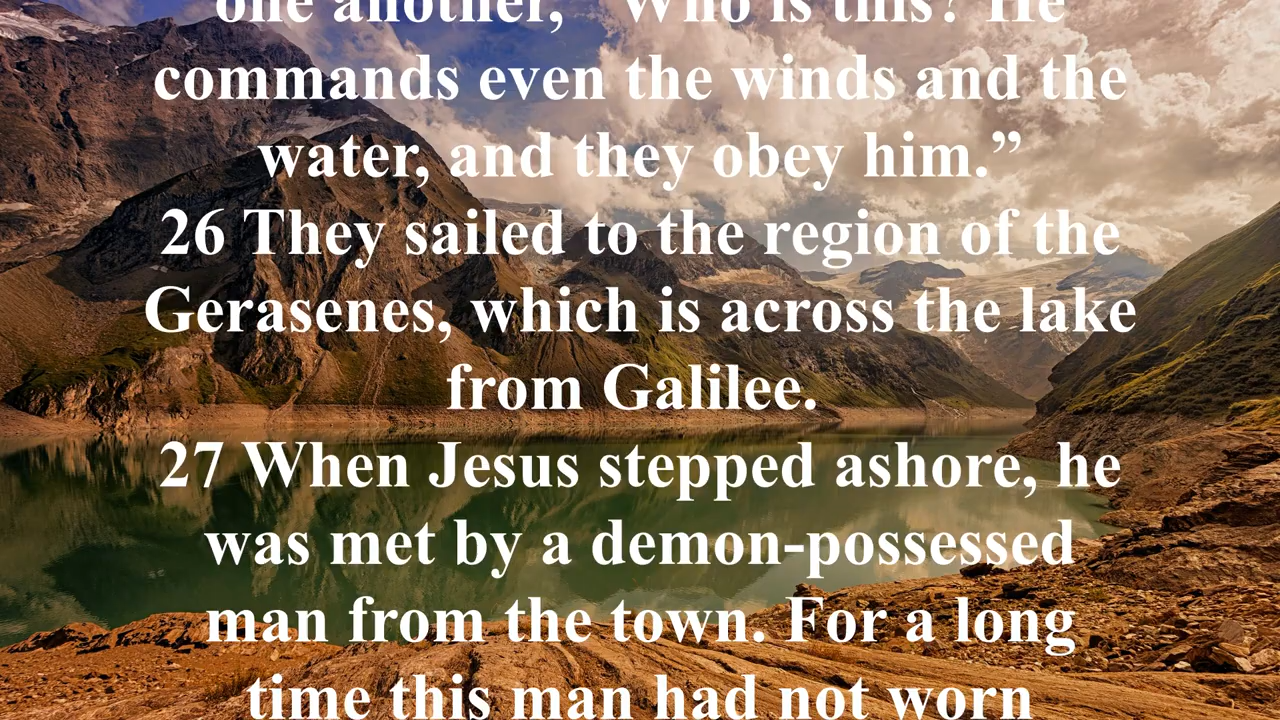 one another, “Who is this? He
commands even the winds and the
water, and they obey him.”
26 They sailed to the region of the
Gerasenes, which is across the lake
from Galilee.
27 When Jesus stepped ashore, he
was met by a demon-possessed
man from the town. For a long
time this man had not worn